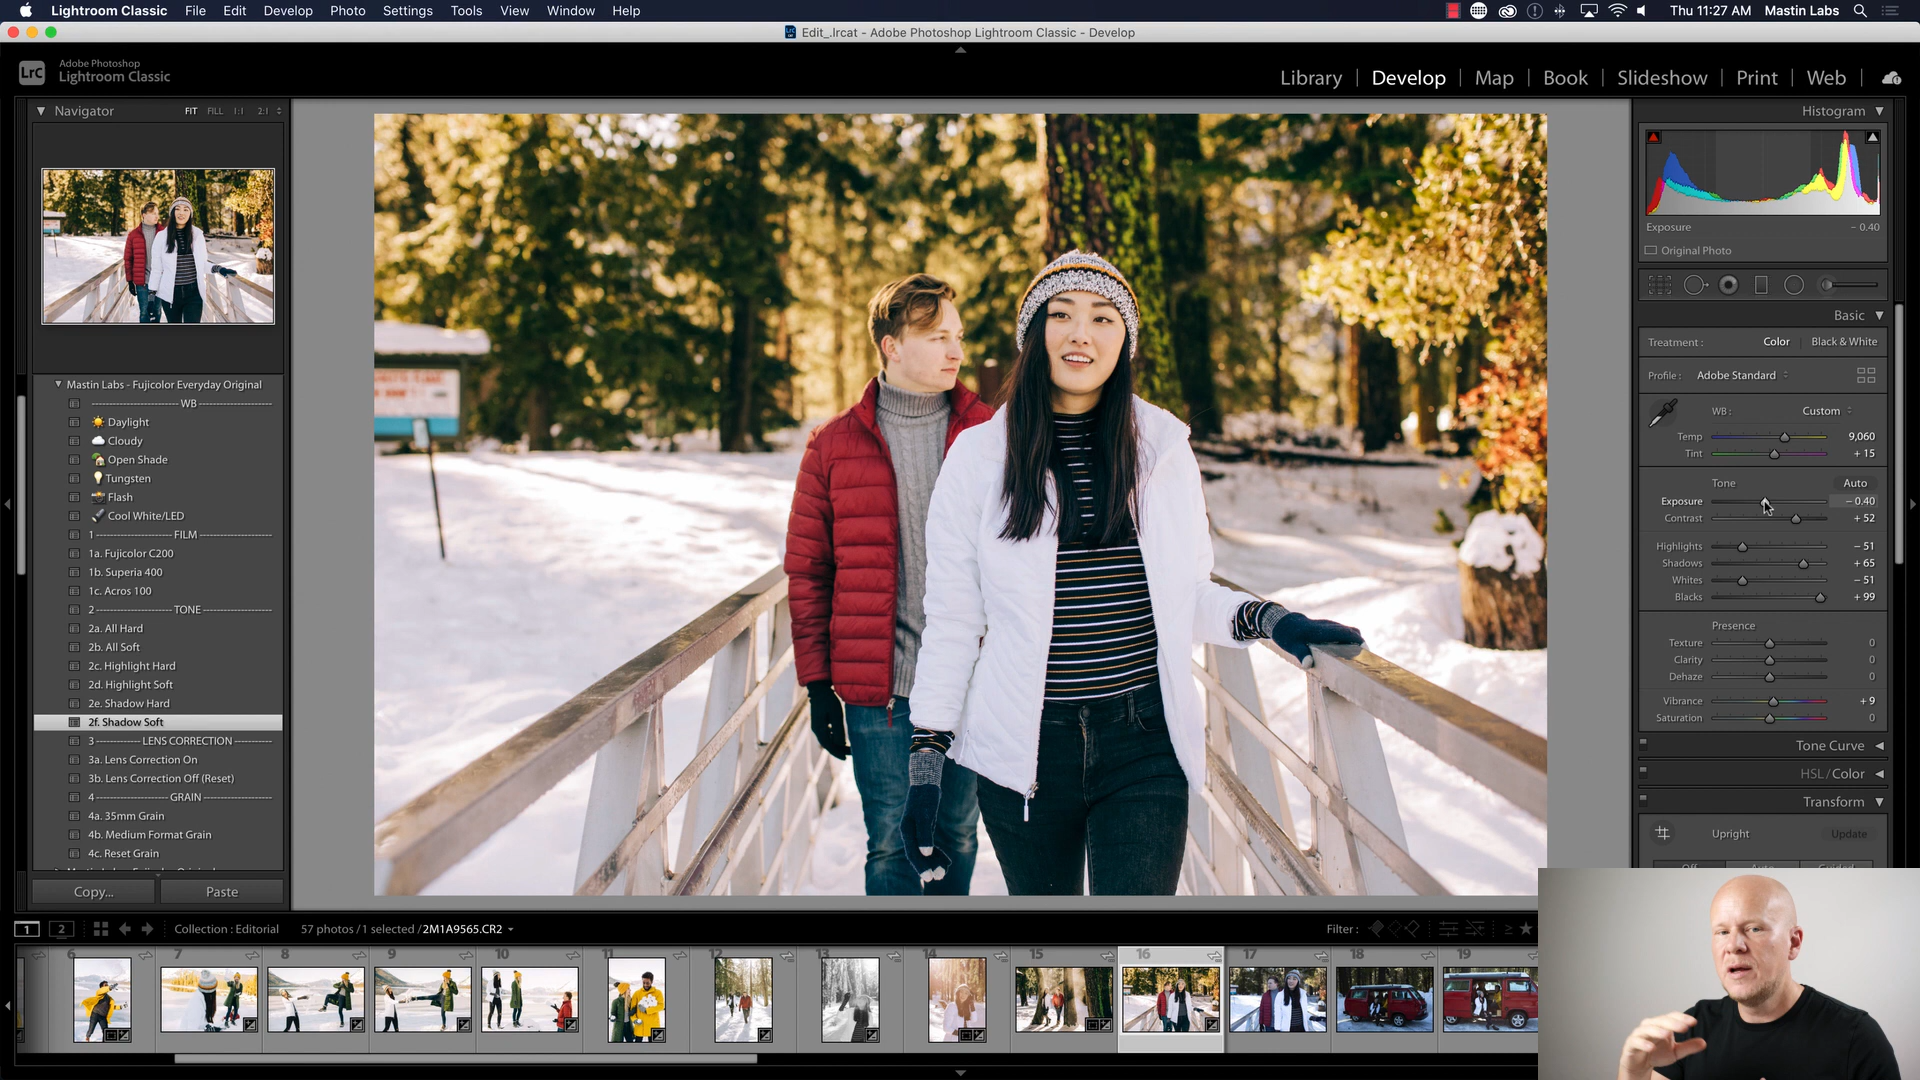 Lightroom Classic File Edit Develop Photo Settings Tools View Window Help
Thu 11:27 AM Mastin Labs
Edit_.lrcat - Adobe Photoshop Lightroom Classic - Develop
LrC
Adobe Photoshop
Lightroom Classic
Library | Develop | Map | Book | Slideshow | Print | Web
Navigator FIT FILL 1:1 2:1
Mastin Labs - Fujicolor Everyday Original
WB
Daylight
Cloudy
Open Shade
Tungsten
Flash
Cool White/LED
1 FILM
1a. Fujicolor C200
1b. Superia 400
1c. Acros 100
2 TONE
2a. All Hard
2b. All Soft
2c. Highlight Hard
2d. Highlight Soft
2e. Shadow Hard
2f. Shadow Soft
3 LENS CORRECTION
3a. Lens Correction On
3b. Lens Correction Off (Reset)
4 GRAIN
4a. 35mm Grain
4b. Medium Format Grain
4c. Reset Grain
Copy... Paste
Histogram
Exposure - 0.40
Original Photo
Basic
Treatment : Color Black & White
Profile : Adobe Standard
WB : Custom
Temp 9,060
Tint + 15
Tone Auto
Exposure - 0.40
Contrast + 52
Highlights - 51
Shadows + 65
Whites - 51
Blacks + 99
Presence
Texture 0
Clarity 0
Dehaze 0
Vibrance + 9
Saturation 0
Tone Curve
HSL / Color
Transform
Upright Update
1 2 Collection : Editorial 57 photos / 1 selected / 2M1A9565.CR2
Filter :
6 7 8 9 10 11 12 13 14 15 16 17 18 19